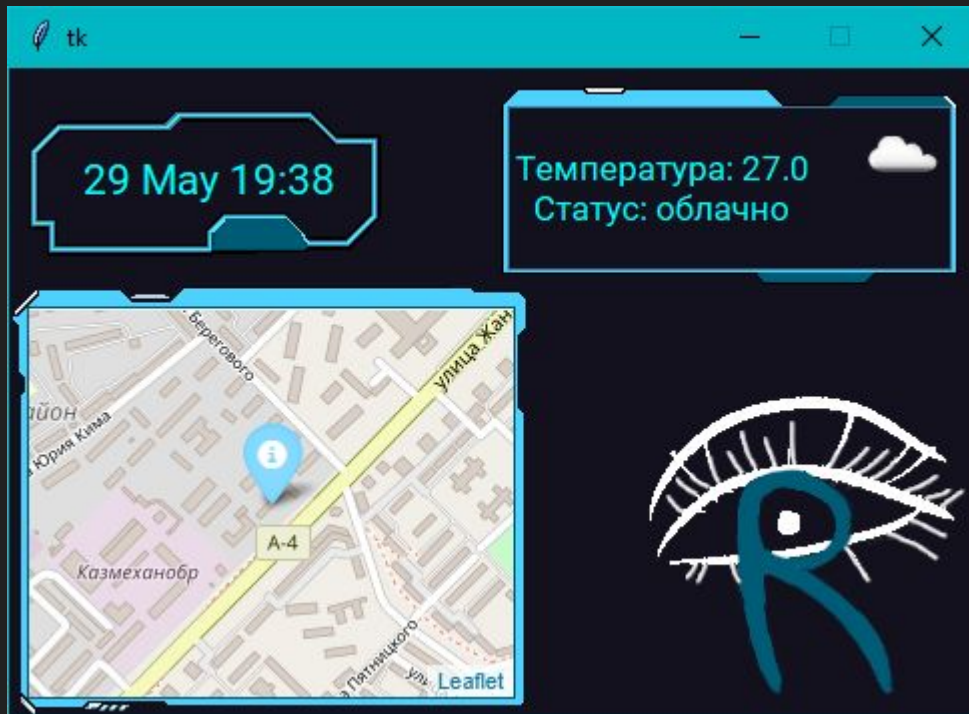 tk
29 May 19:38
Температура: 27.0
Статус: облачно
Берегового
улица Жан
айон
Юрия Кима
A-4
Казмеханобр
Пятницкого
Leaflet
R